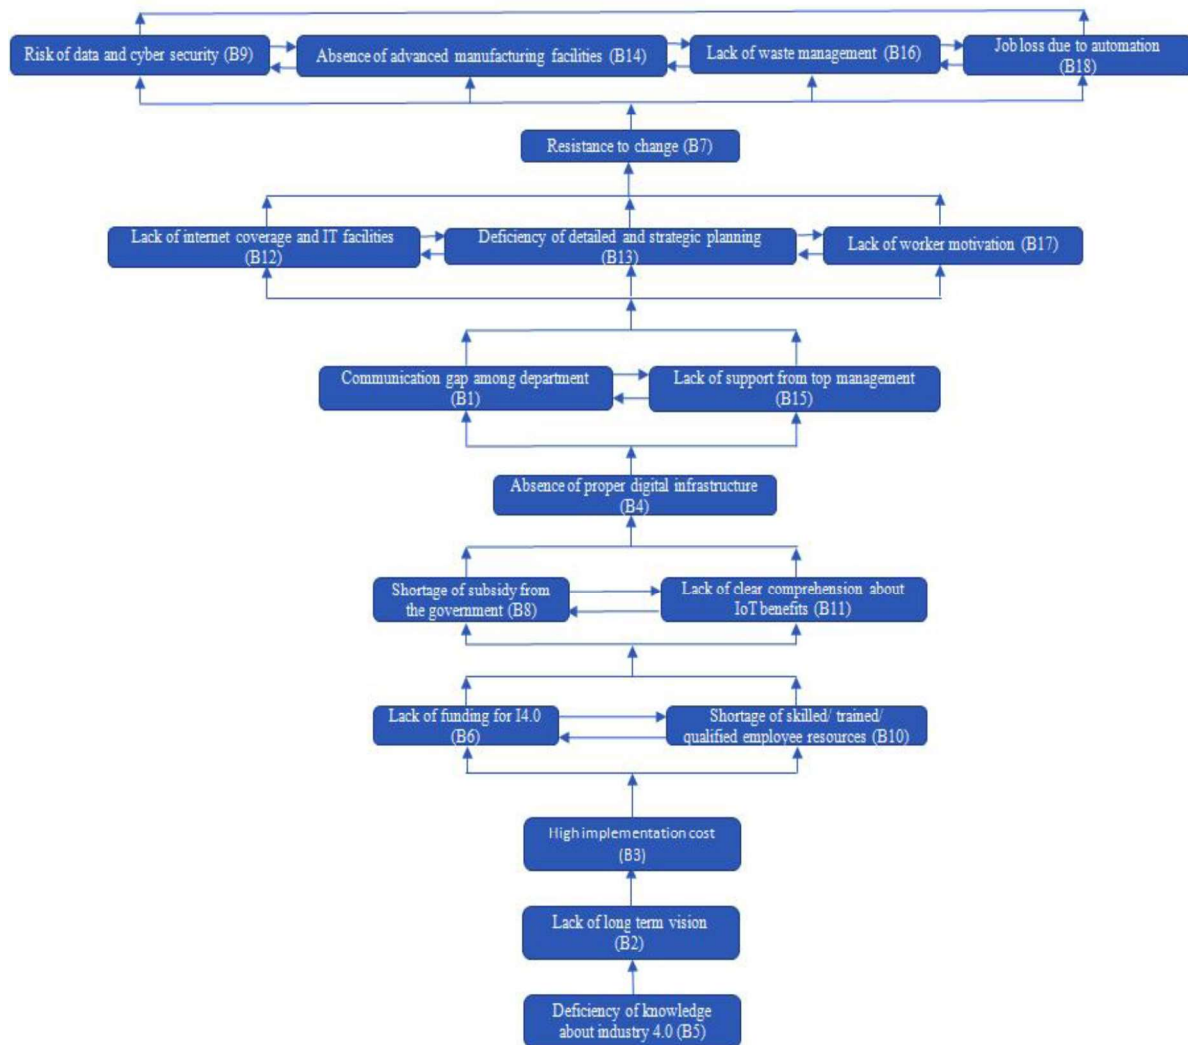 Risk of data and cyber security (B9)
Absence of advanced manufacturing facilities (B14)
Lack of waste management (B16)
Job loss due to automation
(B18)
Resistance to change (B7)
Lack of internet coverage and IT facilities
(B12)
Deficiency of detailed and strategic planning
(B13)
Lack of worker motivation (B17)
Communication gap among department
(B1)
Lack of support from top management
(B15)
Absence of proper digital infrastructure
(B4)
Shortage of subsidy from
the government (B8)
Lack of clear comprehension about
IoT benefits (B11)
Lack of funding for I4.0
(B6)
Shortage of skilled/ trained/
qualified employee resources (B10)
High implementation cost
(B3)
Lack of long term vision
(B2)
Deficiency of knowledge
about industry 4.0 (B5)